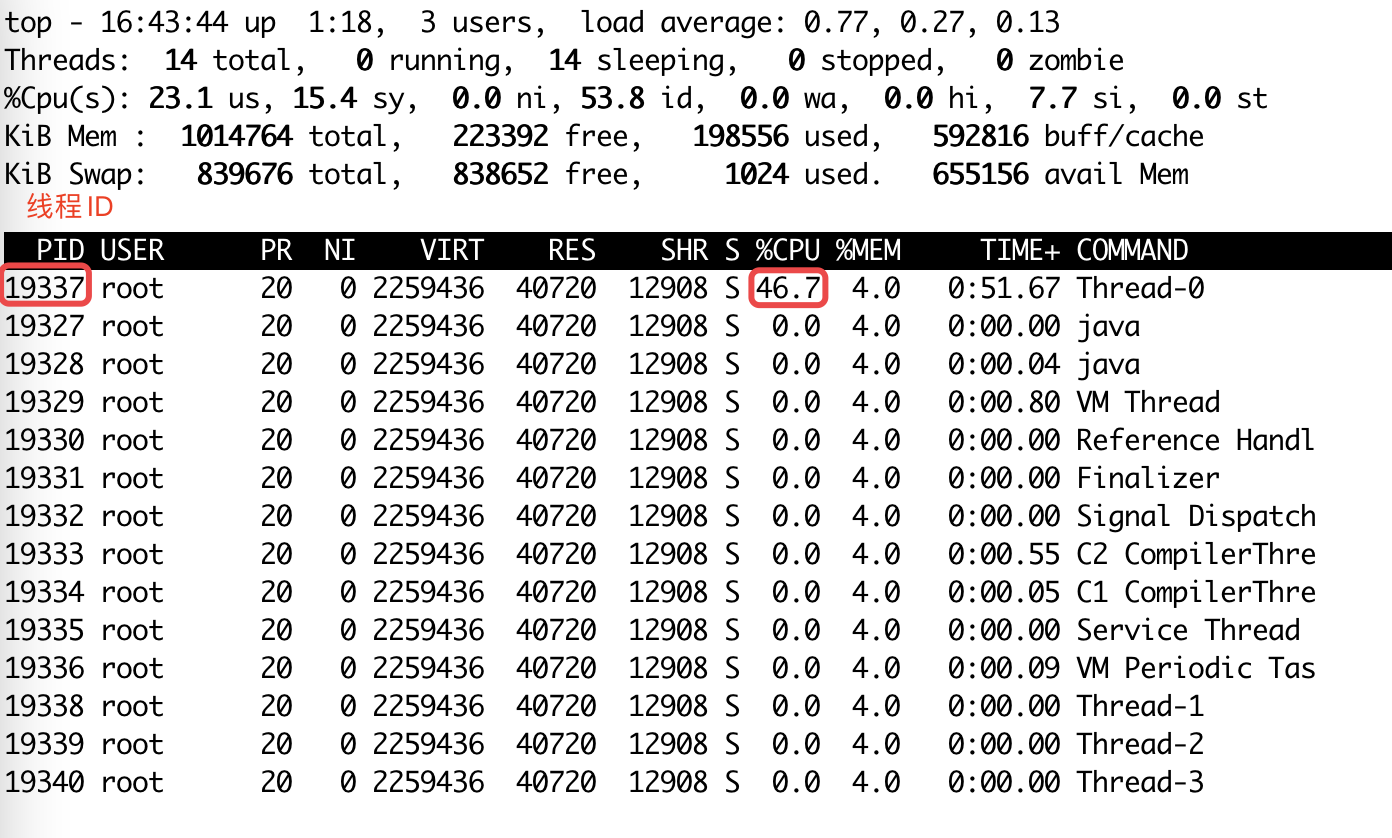 top - 16:43:44 up  1:18,  3 users,  load average: 0.77, 0.27, 0.13
Threads:  14 total,   0 running,  14 sleeping,   0 stopped,   0 zombie
%Cpu(s): 23.1 us, 15.4 sy,  0.0 ni, 53.8 id,  0.0 wa,  0.0 hi,  7.7 si,  0.0 st
KiB Mem :  1014764 total,   223392 free,   198556 used,   592816 buff/cache
KiB Swap:   839676 total,   838652 free,     1024 used.   655156 avail Mem
线程ID
  PID USER      PR  NI    VIRT    RES    SHR S %CPU %MEM     TIME+ COMMAND
19337 root      20   0 2259436  40720  12908 S 46.7  4.0   0:51.67 Thread-0
19327 root      20   0 2259436  40720  12908 S  0.0  4.0   0:00.00 java
19328 root      20   0 2259436  40720  12908 S  0.0  4.0   0:00.04 java
19329 root      20   0 2259436  40720  12908 S  0.0  4.0   0:00.80 VM Thread
19330 root      20   0 2259436  40720  12908 S  0.0  4.0   0:00.00 Reference Handl
19331 root      20   0 2259436  40720  12908 S  0.0  4.0   0:00.00 Finalizer
19332 root      20   0 2259436  40720  12908 S  0.0  4.0   0:00.00 Signal Dispatch
19333 root      20   0 2259436  40720  12908 S  0.0  4.0   0:00.55 C2 CompilerThre
19334 root      20   0 2259436  40720  12908 S  0.0  4.0   0:00.05 C1 CompilerThre
19335 root      20   0 2259436  40720  12908 S  0.0  4.0   0:00.00 Service Thread
19336 root      20   0 2259436  40720  12908 S  0.0  4.0   0:00.09 VM Periodic Tas
19338 root      20   0 2259436  40720  12908 S  0.0  4.0   0:00.00 Thread-1
19339 root      20   0 2259436  40720  12908 S  0.0  4.0   0:00.00 Thread-2
19340 root      20   0 2259436  40720  12908 S  0.0  4.0   0:00.00 Thread-3